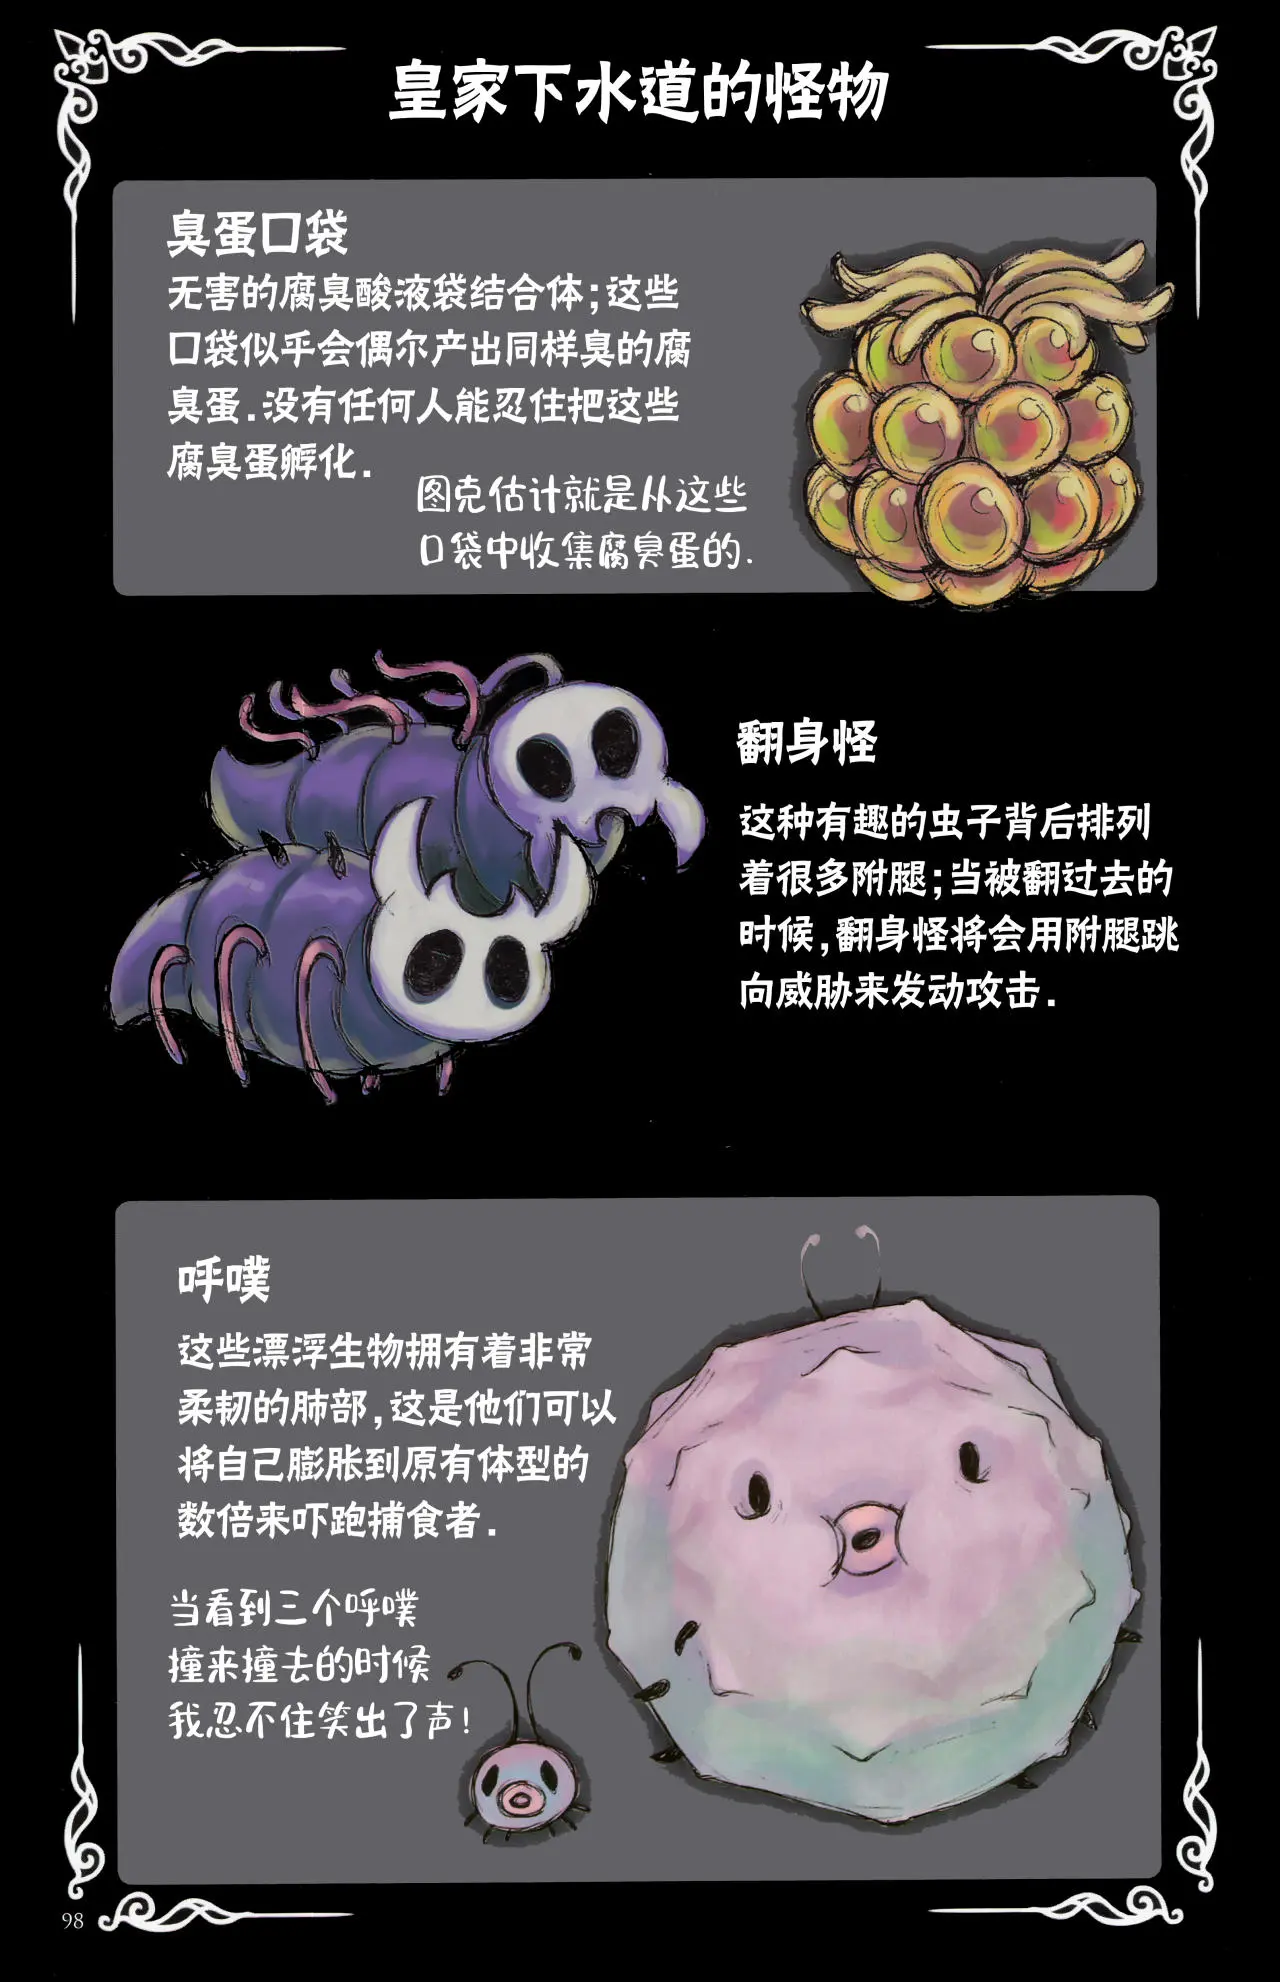 皇家下水道的怪物
臭蛋口袋
无害的腐臭酸液袋结合体;这些
口袋似乎会偶尔产出同样臭的腐
臭蛋.没有任何人能忍住把这些
腐臭蛋孵化.
图克估计就是从这些
口袋中收集腐臭蛋的.
翻身怪
这种有趣的虫子背后排列
着很多附腿;当被翻过去的
时候,翻身怪将会用附腿跳
向威胁来发动攻击.
呼噗
这些漂浮生物拥有着非常
柔韧的肺部,这是他们可以
将自己膨胀到原有体型的
数倍来吓跑捕食者.
当看到三个呼噗
撞来撞去的时候
我忍不住笑出了声!
98